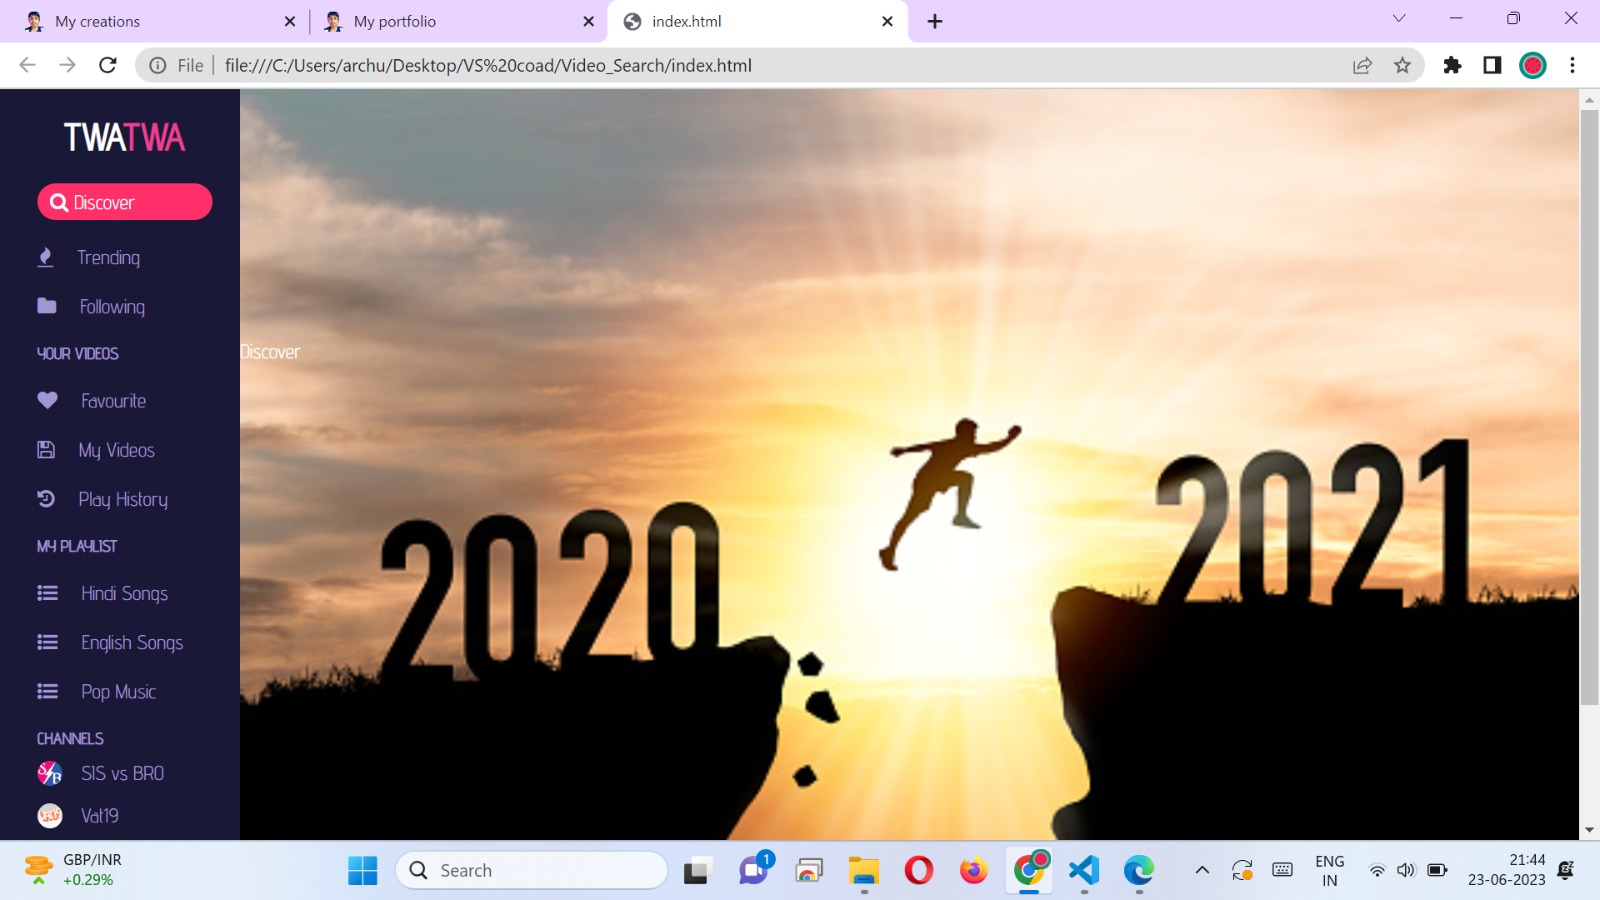 My creations
My portfolio
index.html
File
file:///C:/Users/archu/Desktop/VS%20coad/Video_Search/index.html
TWATWA
Discover
Trending
Following
YOUR VIDEOS
Favourite
My Videos
Play History
MY PLAYLIST
Hindi Songs
English Songs
Pop Music
CHANNELS
S/B
SIS vs BRO
Vat19
Discover
2020
2021
GBP/INR
+0.29%
Search
1
ENG
IN
21:44
23-06-2023